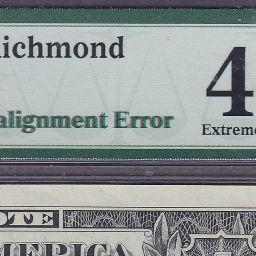 ichmond
4
alignment Error
Extreme
OTE
MERICA